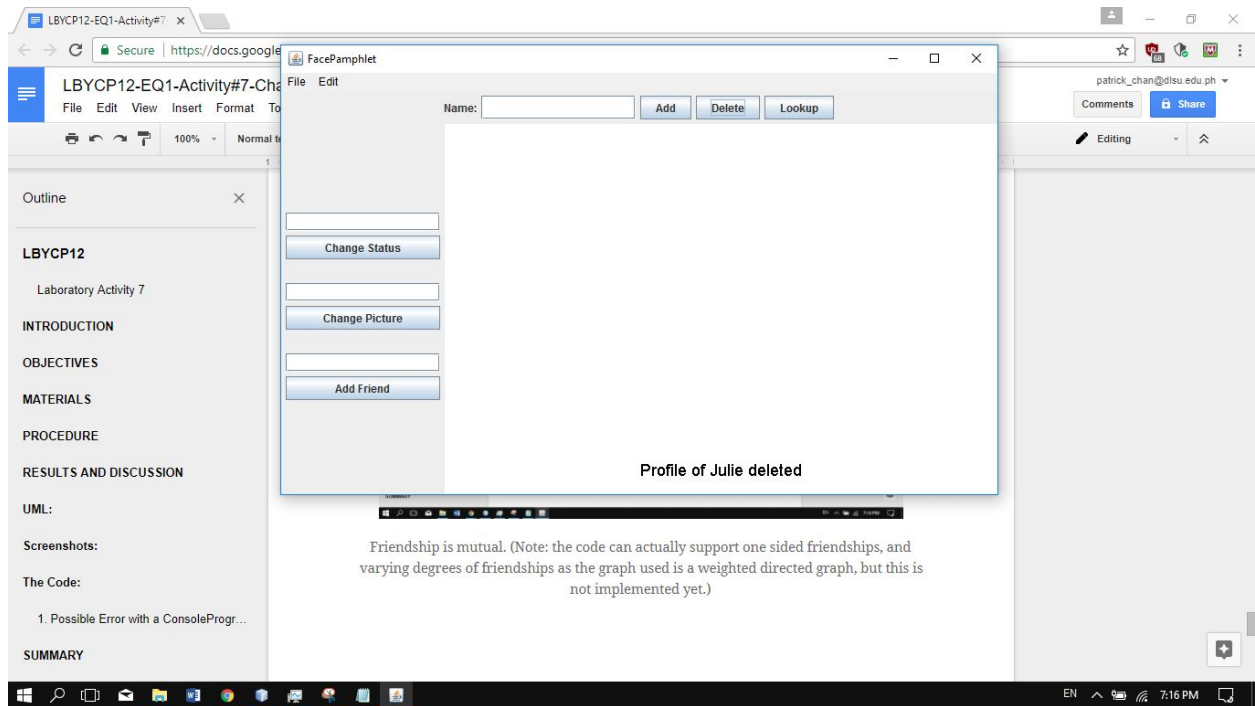 LBYCP12-EQ1-Activity#7
Secure | https://docs.google
LBYCP12-EQ1-Activity#7-Cha
patrick_chan@dlsu.edu.ph
File Edit View Insert Format To
Comments Share
100% Normal t
Editing
FacePamphlet
File Edit
Name: Add Delete Lookup
Change Status
Change Picture
Add Friend
Profile of Julie deleted
Outline
LBYCP12
Laboratory Activity 7
INTRODUCTION
OBJECTIVES
MATERIALS
PROCEDURE
RESULTS AND DISCUSSION
UML:
Screenshots:
The Code:
1. Possible Error with a ConsoleProgr...
SUMMARY
SUMMARY
Friendship is mutual. (Note: the code can actually support one sided friendships, and
varying degrees of friendships as the graph used is a weighted directed graph, but this is
not implemented yet.)
EN 7:16 PM